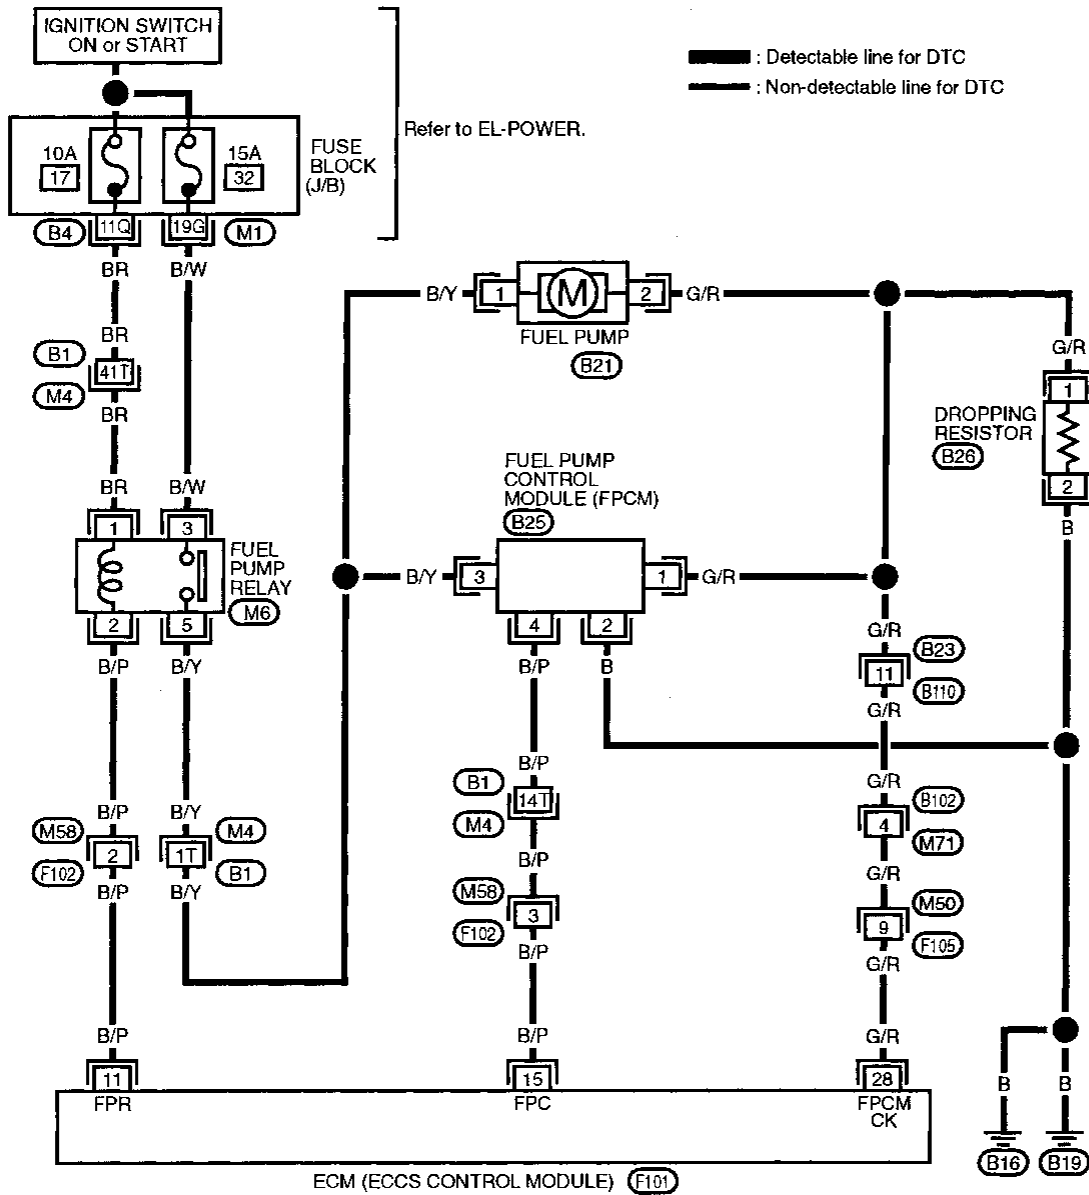 IGNITION SWITCH
ON or START
: Detectable line for DTC
: Non-detectable line for DTC
Refer to EL-POWER.
10A
17
15A
32
FUSE
BLOCK
(J/B)
B4
11Q
19G
M1
BR
B/W
BR
B1
41T
M4
BR
BR
B/W
1
3
FUEL
PUMP
RELAY
M6
2
5
B/P
B/Y
B/P
B/Y
M58
2
F102
M4
1T
B1
B/P
B/Y
B/P
B/Y
1
M
2
G/R
FUEL PUMP
B21
G/R
1
DROPPING
RESISTOR
B26
2
B
FUEL PUMP
CONTROL
MODULE (FPCM)
B25
B/Y
3
1
G/R
4
2
B/P
B
G/R
B23
11
B110
G/R
B/P
B1
14T
M4
B/P
M58
3
F102
B/P
B/P
G/R
B102
4
M71
G/R
M50
9
F105
G/R
G/R
B
B
B16
B19
11
FPR
15
FPC
28
FPCM
CK
ECM (ECCS CONTROL MODULE)
F101